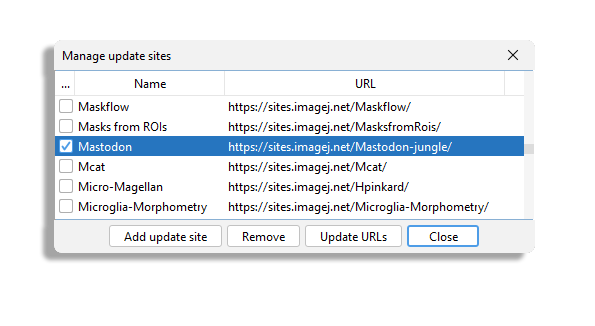 Manage update sites
... Name URL
Maskflow https://sites.imagej.net/Maskflow/
Masks from ROIs https://sites.imagej.net/MasksfromRois/
Mastodon https://sites.imagej.net/Mastodon-jungle/
Mcat https://sites.imagej.net/Mcat/
Micro-Magellan https://sites.imagej.net/Hpinkard/
Microglia-Morphometry https://sites.imagej.net/Microglia-Morphometry/
Add update site Remove Update URLs Close